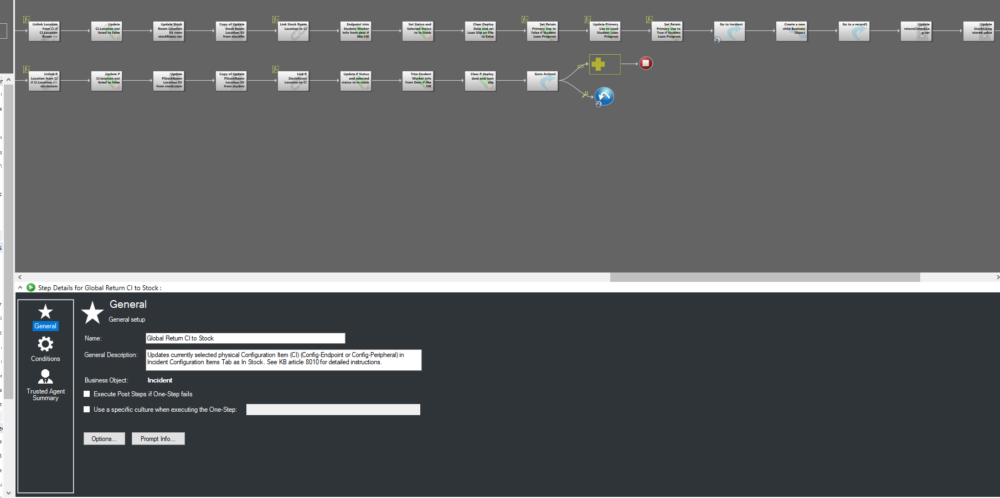 Unlink Location
from CI if
CI.Location
Room <>
Update
CI.Location not
listed to False
Update Stock
Room Location
SV from
stockRoom var
Copy of Update
Stock Room
Location SV
from stockRo
Link Stock Room
Location to CI
Endpoint trim
Student Worker
info from desc if
like SW
Set Status and
Selected Status
to In Stock
Clear Deploy
Date and set
Loan Slip on File to
False
Set Retain
Primary Use to
False if Student
Loan Program
Update Primary
Use to Used
Student Loan
Program
Set Retain
Primary Use to
True if Student
Loan Program
Go to Incident
2
Create a new
child Business
Object
Go to a record5
Update
returnCIstockLo
g var
Update
StockCILog
stored value
Unlink P
Location from CI
if CI.Location <>
stockroom
Update P
CI.location not
listed to False
Update
PStockRoom
Location SV
from stockroom
Copy of Update
PStockRoom
Location SV
from stockro
Link P
StockRoom
Location to CI
Update P Status
and selected
status to in stock
Trim Student
Worker info
from Desc if like
SW
Clear P deploy
date and loan
slip
Goto Action2
2
Step Details for Global Return CI to Stock :
General
Conditions
Trusted Agent
Summary
General
General setup
Name:
Global Return CI to Stock
General Description:
Updates currently selected physical Configuration Item (CI) (Config-Endpoint or Config-Peripheral) in
Incident Configuration Items Tab as In Stock. See KB article 8010 for detailed instructions.
Business Object:
Incident
Execute Post Steps if One-Step fails
Use a specific culture when executing the One-Step:
Options...
Prompt Info...